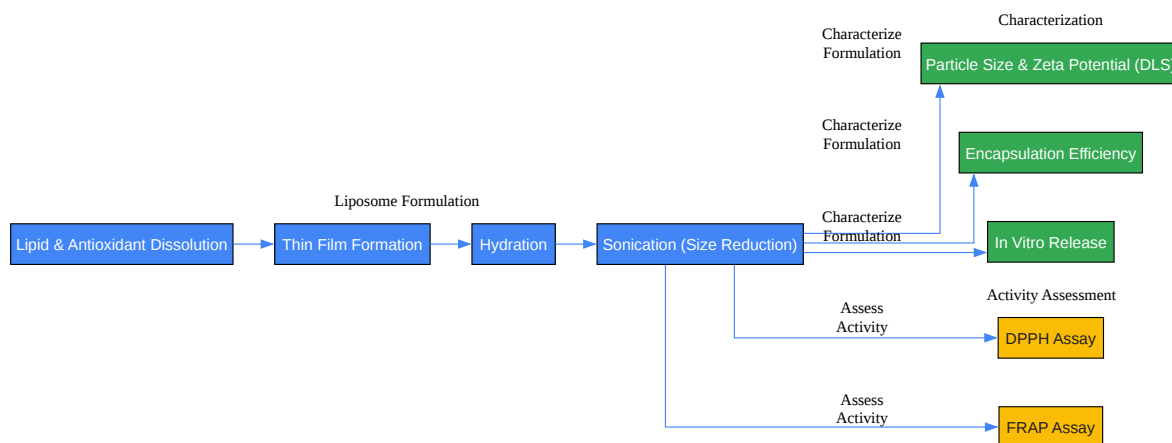 Characterization
Characterize
Formulation
Particle Size & Zeta Potential (DLS)
Characterize
Formulation
Encapsulation Efficiency
Liposome Formulation
Lipid & Antioxidant Dissolution
Thin Film Formation
Hydration
Sonication (Size Reduction)
Characterize
Formulation
In Vitro Release
Activity Assessment
Assess
Activity
DPPH Assay
Assess
Activity
FRAP Assay